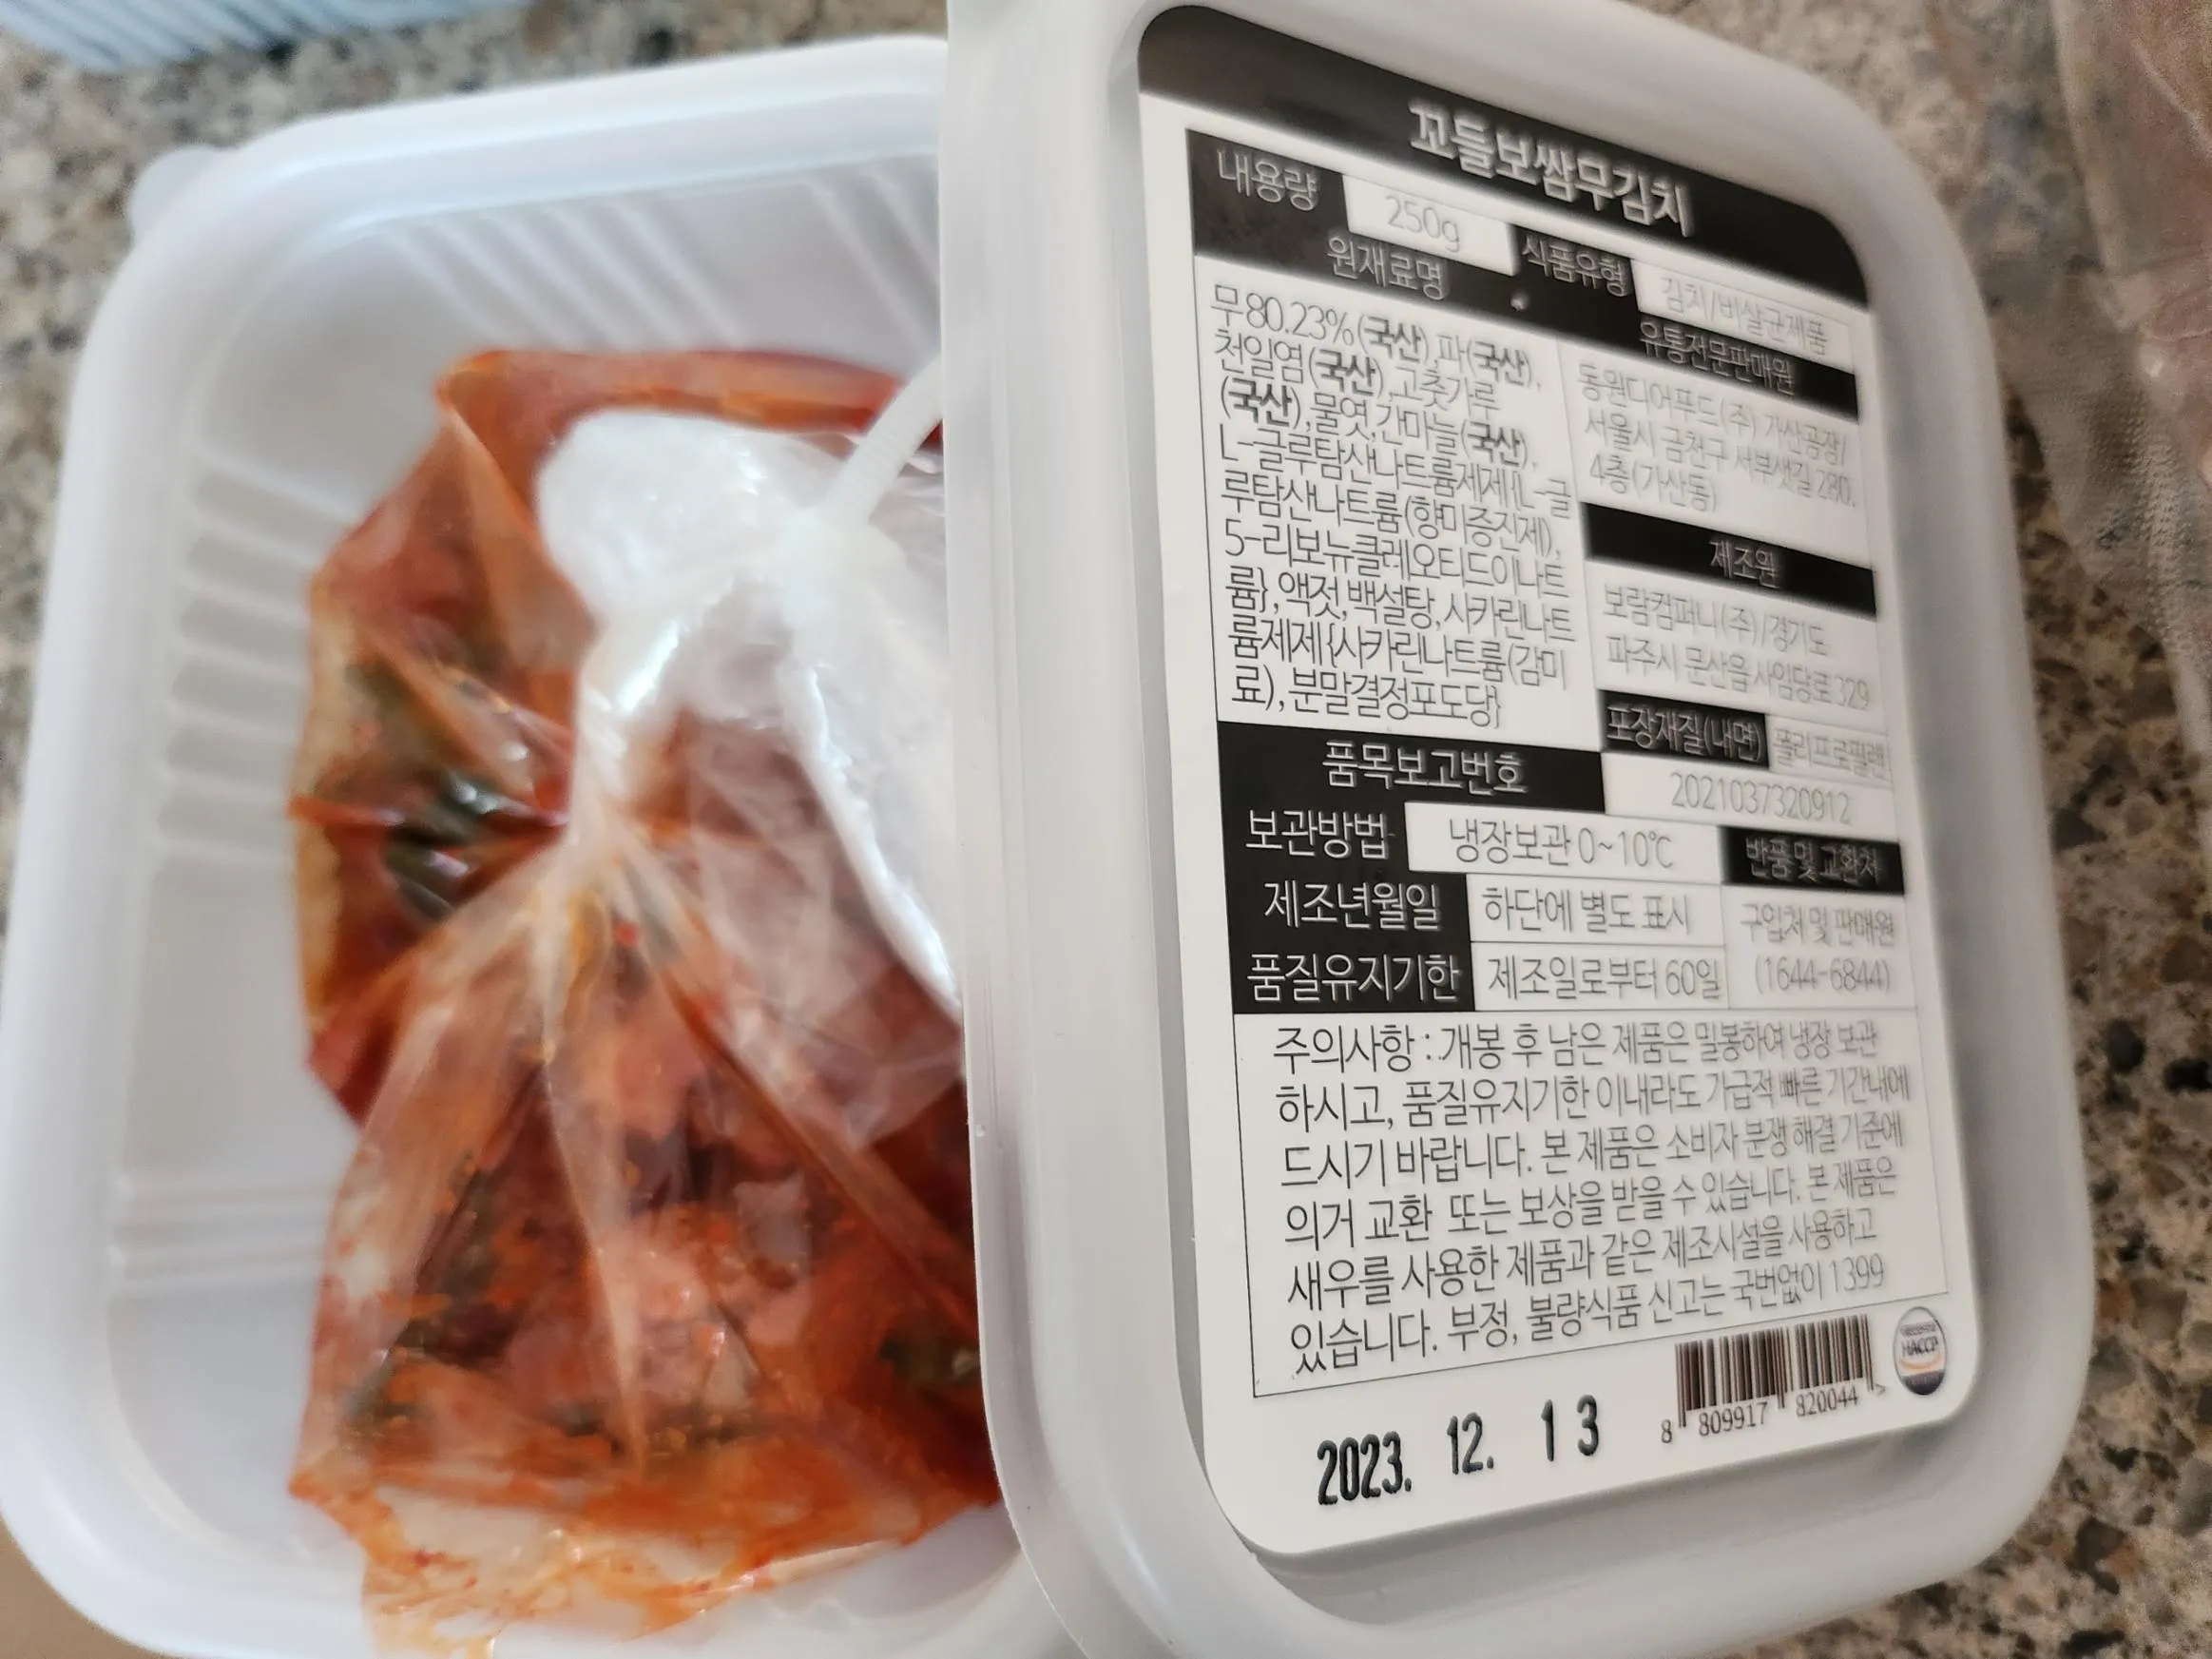 꼬들보쌈무김치
내용량 250g 식품유형 김치/비살균제품
원재료명
무80.23%(국산),파(국산),
천일염(국산),고춧가루
(국산),물엿,간마늘(국산),
L-글루탐산나트륨제제{L-글
루탐산나트륨(향미증진제),
5-리보뉴클레오티드이나트
륨},액젓,백설탕,사카린나트
륨제제{사카린나트륨(감미
료),분말결정포도당}
유통전문판매원
동원디어푸드(주) 가산공장/
서울시 금천구 서부샛길 280,
4층(가산동)
제조원
보람컴퍼니(주)/경기도
파주시 문산읍 사임당로 329
포장재질(내면) 폴리프로필렌
품목보고번호 2021037320912
보관방법 냉장보관 0~10℃
제조년월일 하단에 별도 표시
품질유지기한 제조일로부터 60일
반품 및 교환처
구입처 및 판매원
(1644-6844)
주의사항 : 개봉 후 남은 제품은 밀봉하여 냉장 보관
하시고, 품질유지기한 이내라도 가급적 빠른 기간내에
드시기 바랍니다. 본 제품은 소비자 분쟁 해결 기준에
의거 교환 또는 보상을 받을 수 있습니다. 본 제품은
새우를 사용한 제품과 같은 제조시설을 사용하고
있습니다. 부정, 불량식품 신고는 국번없이 1399
2023. 12. 13
8 809917 820044 >
HACCP